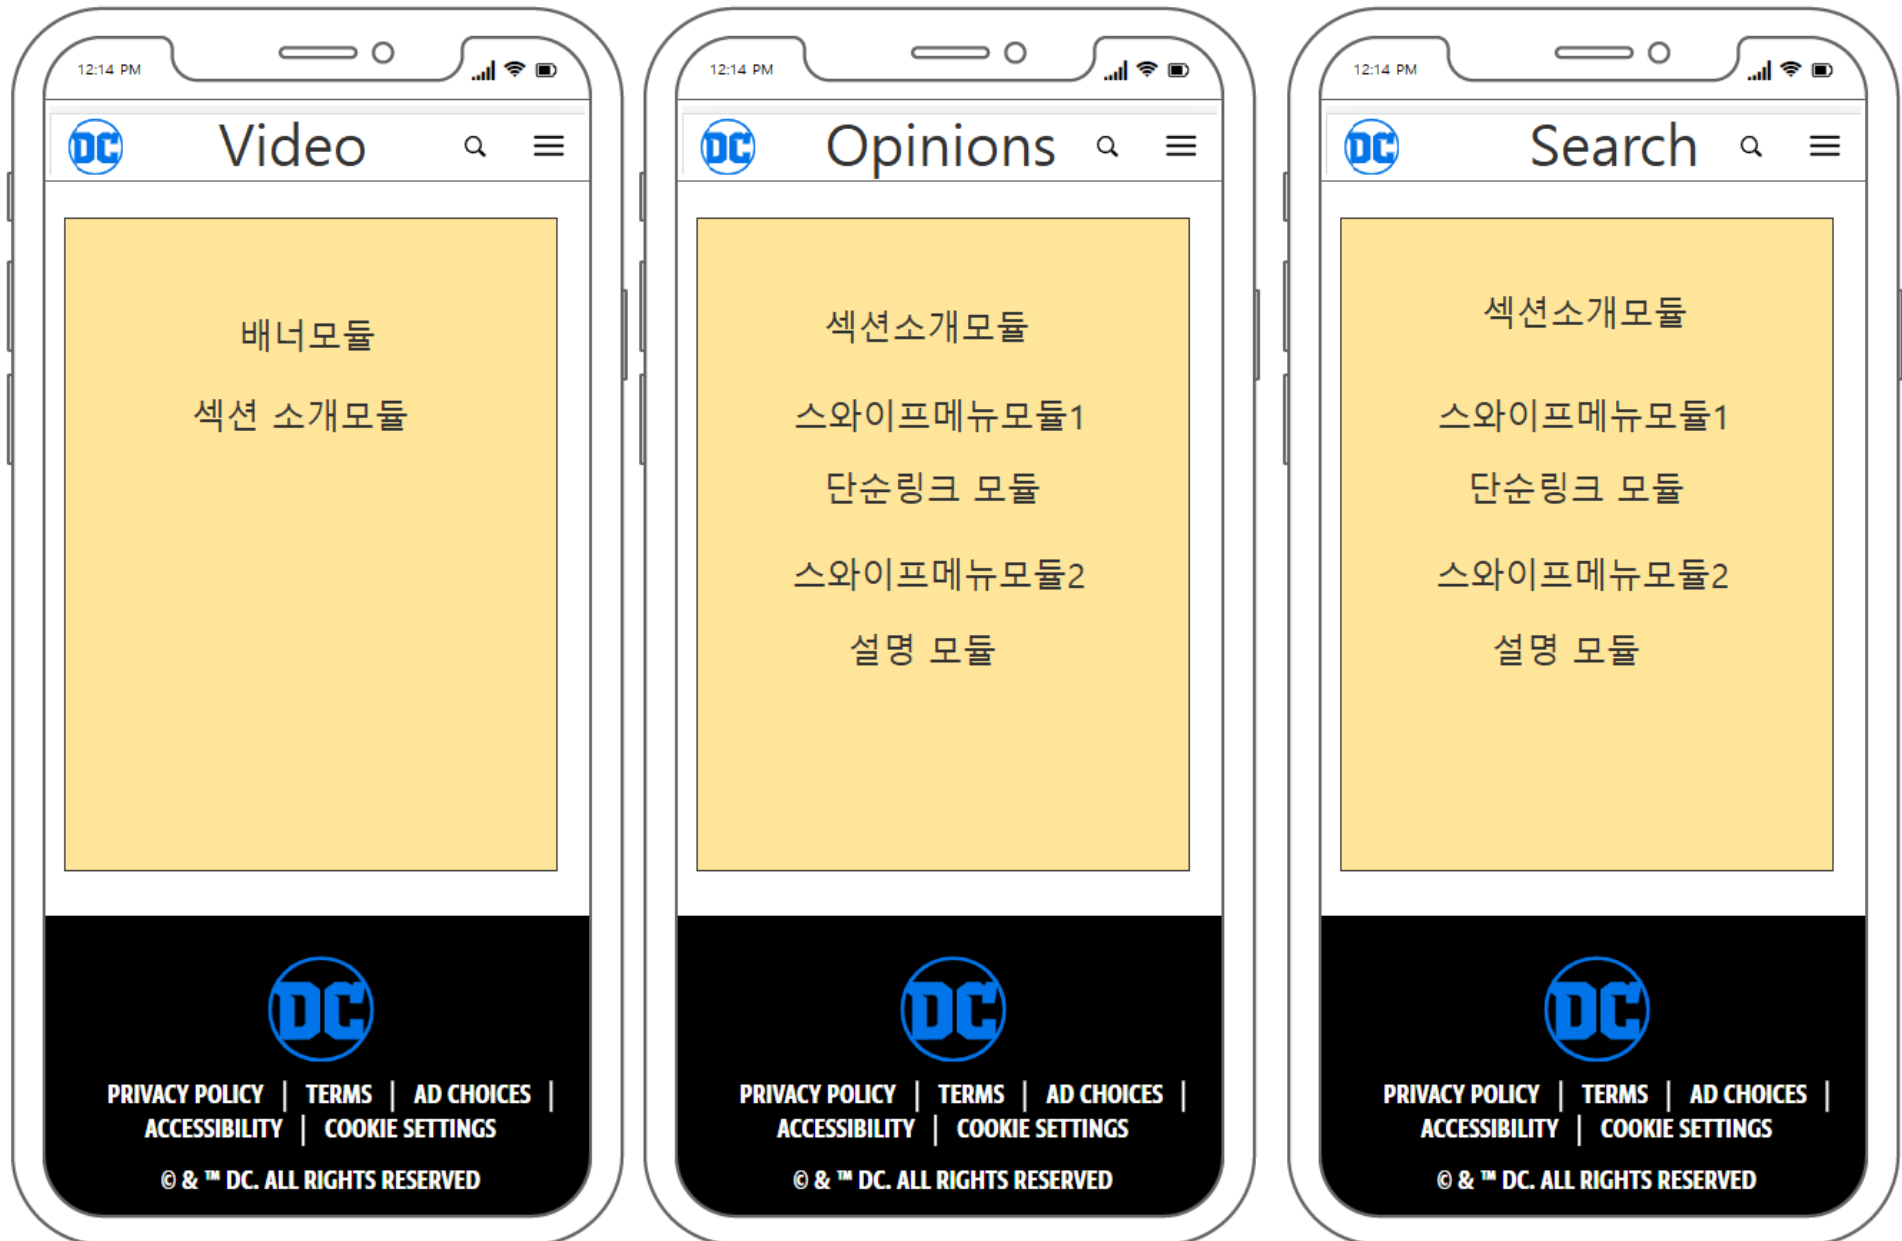 12:14 PM
DC
Video
배너모듈
섹션 소개모듈
DC
PRIVACY POLICY | TERMS | AD CHOICES |
ACCESSIBILITY | COOKIE SETTINGS
© & ™ DC. ALL RIGHTS RESERVED
12:14 PM
DC
Opinions
섹션소개모듈
스와이프메뉴모듈1
단순링크 모듈
스와이프메뉴모듈2
설명 모듈
DC
PRIVACY POLICY | TERMS | AD CHOICES |
ACCESSIBILITY | COOKIE SETTINGS
© & ™ DC. ALL RIGHTS RESERVED
12:14 PM
DC
Search
섹션소개모듈
스와이프메뉴모듈1
단순링크 모듈
스와이프메뉴모듈2
설명 모듈
DC
PRIVACY POLICY | TERMS | AD CHOICES |
ACCESSIBILITY | COOKIE SETTINGS
© & ™ DC. ALL RIGHTS RESERVED